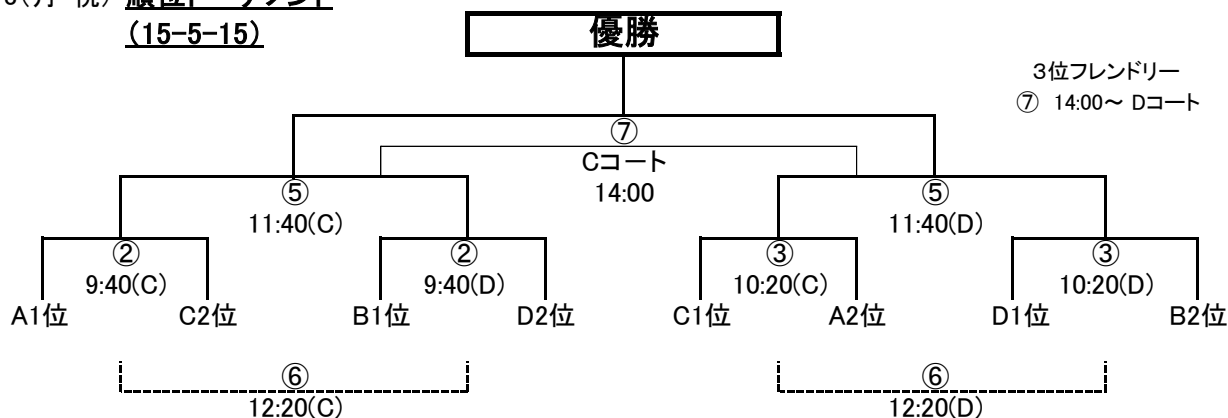 (15-5-15)
優勝
3位フレンドリー
⑦ 14:00～ Dコート
⑦
Cコート
14:00
⑤ ⑤
11:40(C) 11:40(D)
② ② ③ ③
9:40(C) 9:40(D) 10:20(C) 10:20(D)
A1位 C2位 B1位 D2位 C1位 A2位 D1位 B2位
⑥ ⑥
12:20(C) 12:20(D)